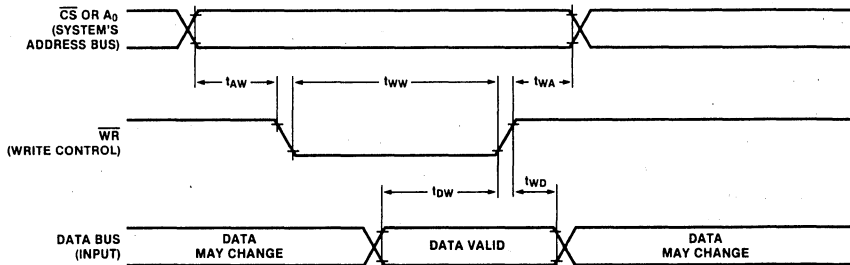 CS OR A0
(SYSTEM'S
ADDRESS BUS)
tAW
tWW
tWA
WR
(WRITE CONTROL)
tDW
tWD
DATA BUS
(INPUT)
DATA
MAY CHANGE
DATA VALID
DATA
MAY CHANGE